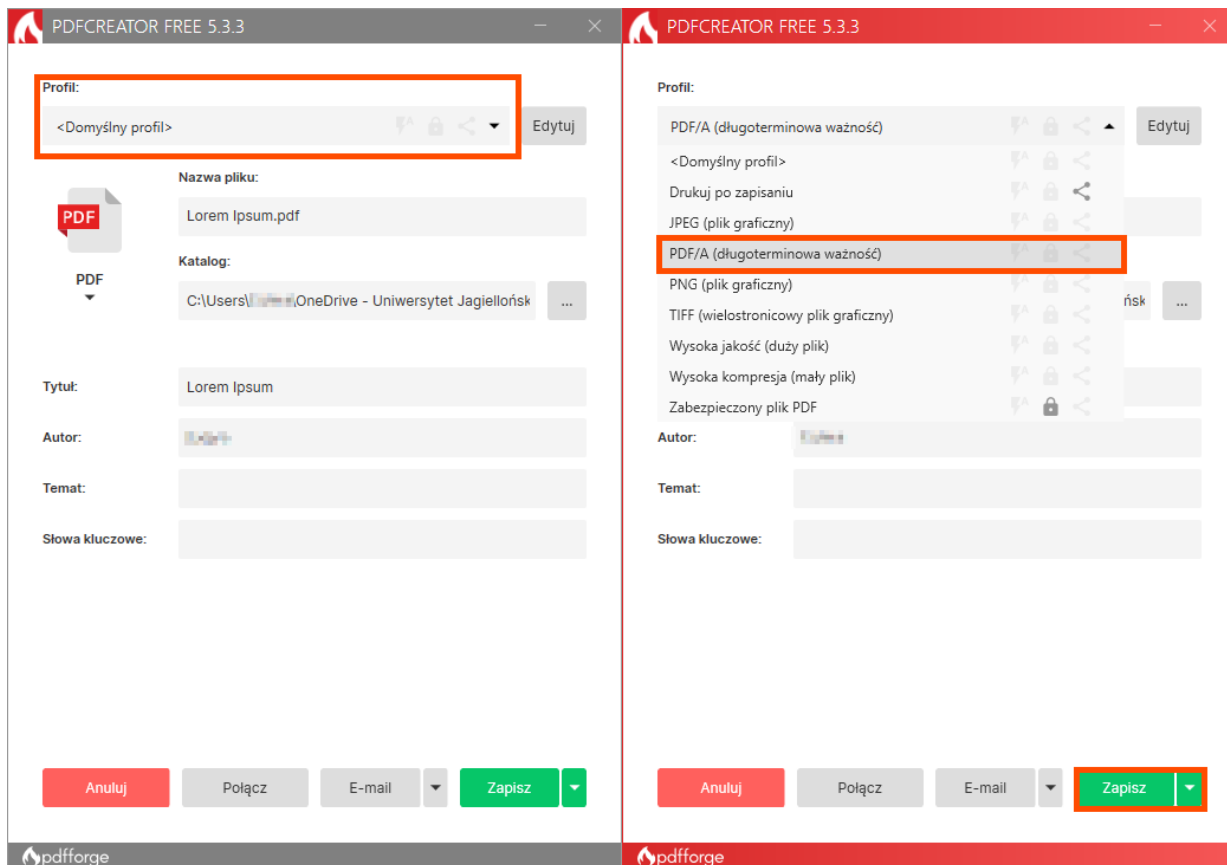 PDFCREATOR FREE 5.3.3
Profil:
<Domyślny profil>
Edytuj
Nazwa pliku:
PDF
Lorem Ipsum.pdf
Katalog:
PDF
C:\Users\ \OneDrive - Uniwersytet Jagiellońsk
...
Tytuł:
Lorem Ipsum
Autor:
Temat:
Słowa kluczowe:
Anuluj
Połącz
E-mail
Zapisz
pdfforge
PDFCREATOR FREE 5.3.3
Profil:
PDF/A (długoterminowa ważność)
Edytuj
<Domyślny profil>
Drukuj po zapisaniu
JPEG (plik graficzny)
PDF/A (długoterminowa ważność)
PNG (plik graficzny)
ńsk
...
TIFF (wielostronicowy plik graficzny)
Wysoka jakość (duży plik)
Wysoka kompresja (mały plik)
Zabezpieczony plik PDF
Autor:
Temat:
Słowa kluczowe:
Anuluj
Połącz
E-mail
Zapisz
pdfforge